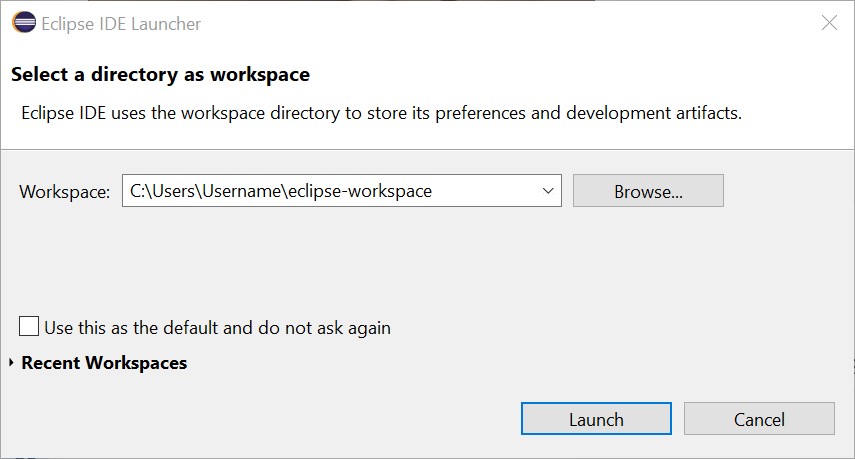 Eclipse IDE Launcher
Select a directory as workspace
Eclipse IDE uses the workspace directory to store its preferences and development artifacts.
Workspace: C:\Users\Username\eclipse-workspace Browse...
Use this as the default and do not ask again
Recent Workspaces
Launch Cancel